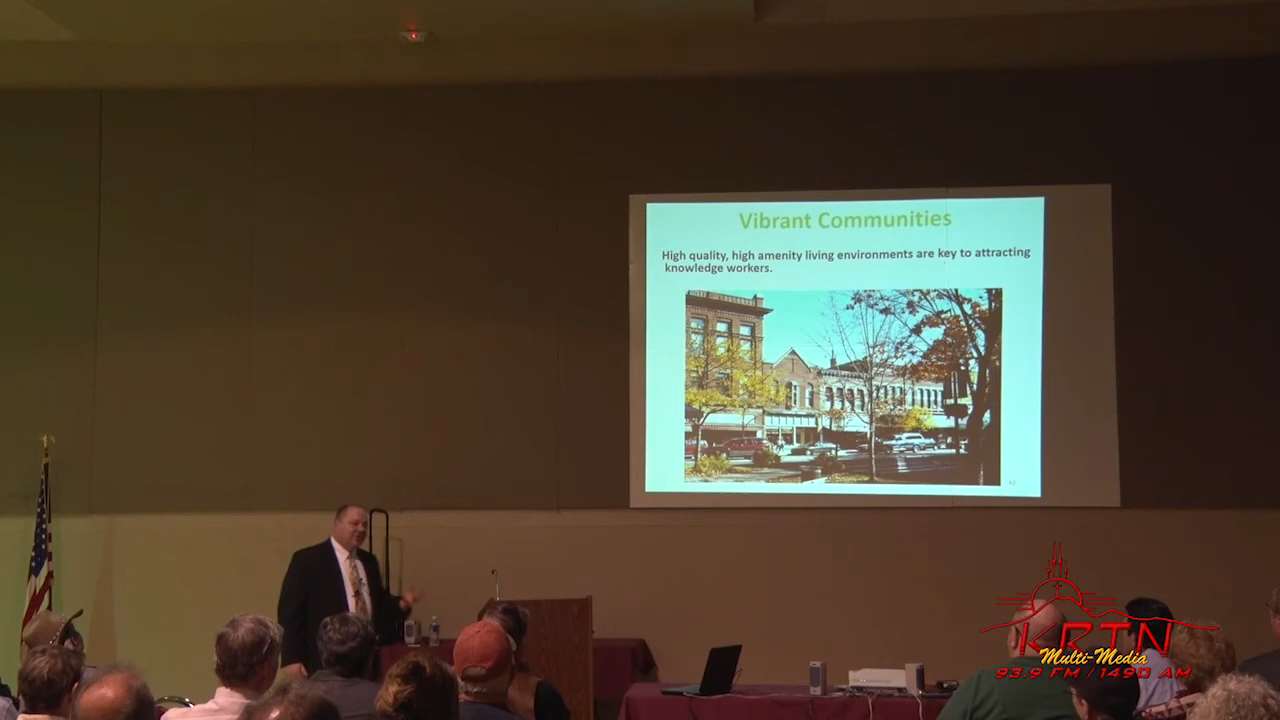 Vibrant Communities
High quality, high amenity living environments are key to attracting
knowledge workers.
62
KRTN
Multi-Media
93.9 FM / 1490 AM